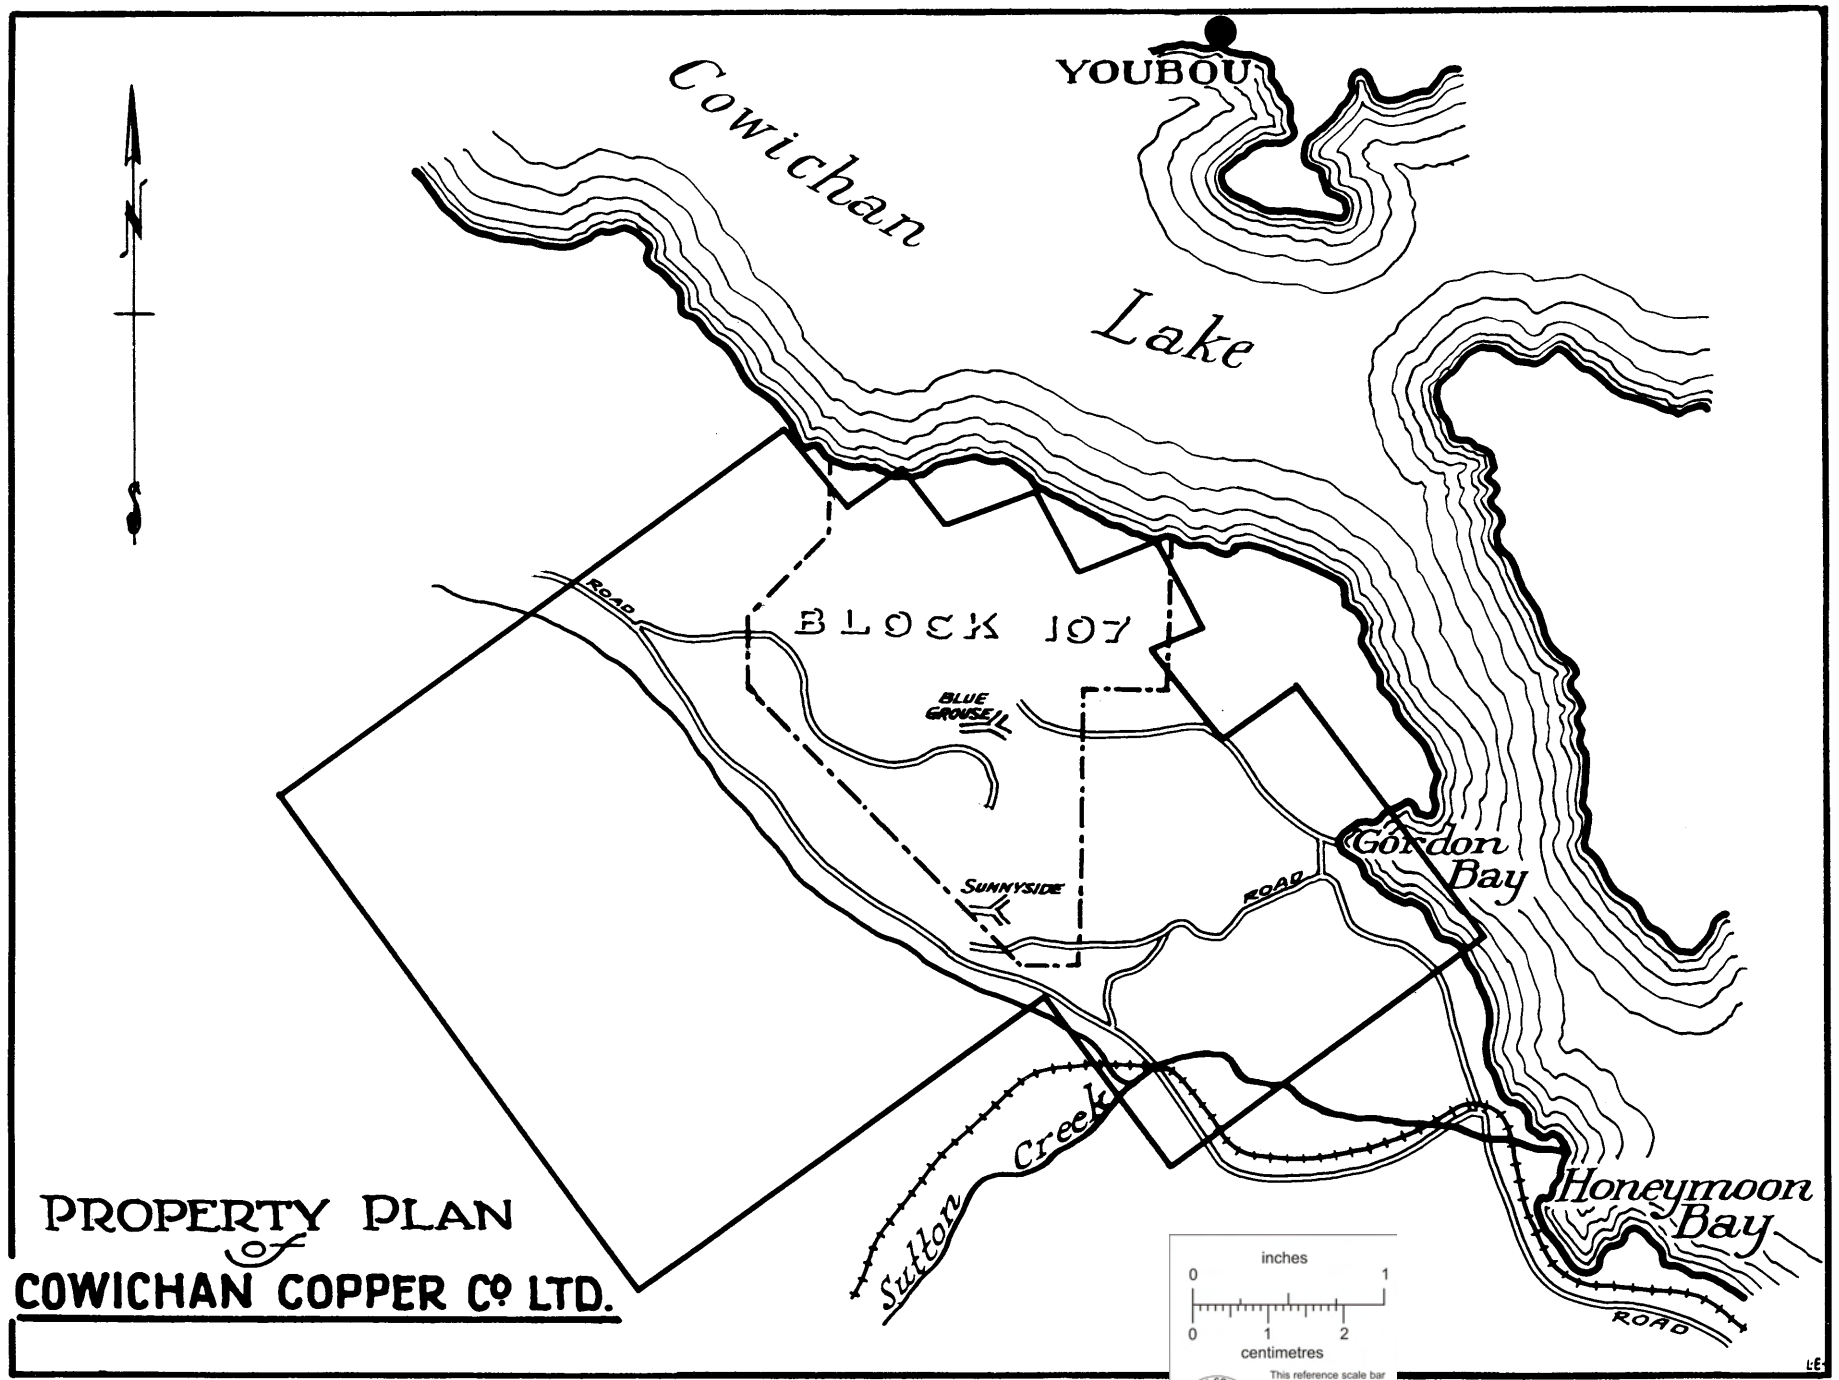 YOUBOU
Cowichan
Lake
N
S
ROAD
BLOCK 107
BLUE
GROUSE
SUNNYSIDE
ROAD
Gordon
Bay
Sutton Creek
Honeymoon
Bay
ROAD
PROPERTY PLAN
of
COWICHAN COPPER Co LTD.
inches
0 1
0 1 2
centimetres
This reference scale bar
L.E.